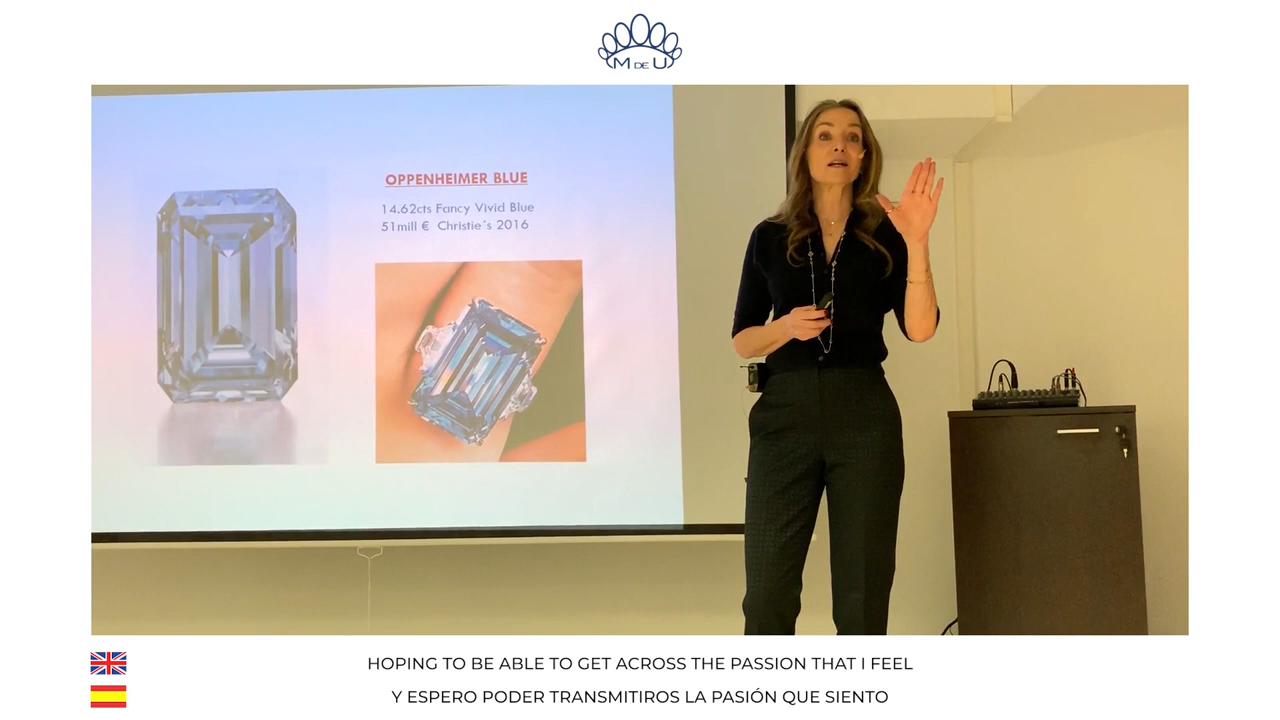 M DE U
OPPENHEIMER BLUE
14.62cts Fancy Vivid Blue
51mill € Christie´s 2016
HOPING TO BE ABLE TO GET ACROSS THE PASSION THAT I FEEL
Y ESPERO PODER TRANSMITIROS LA PASIÓN QUE SIENTO